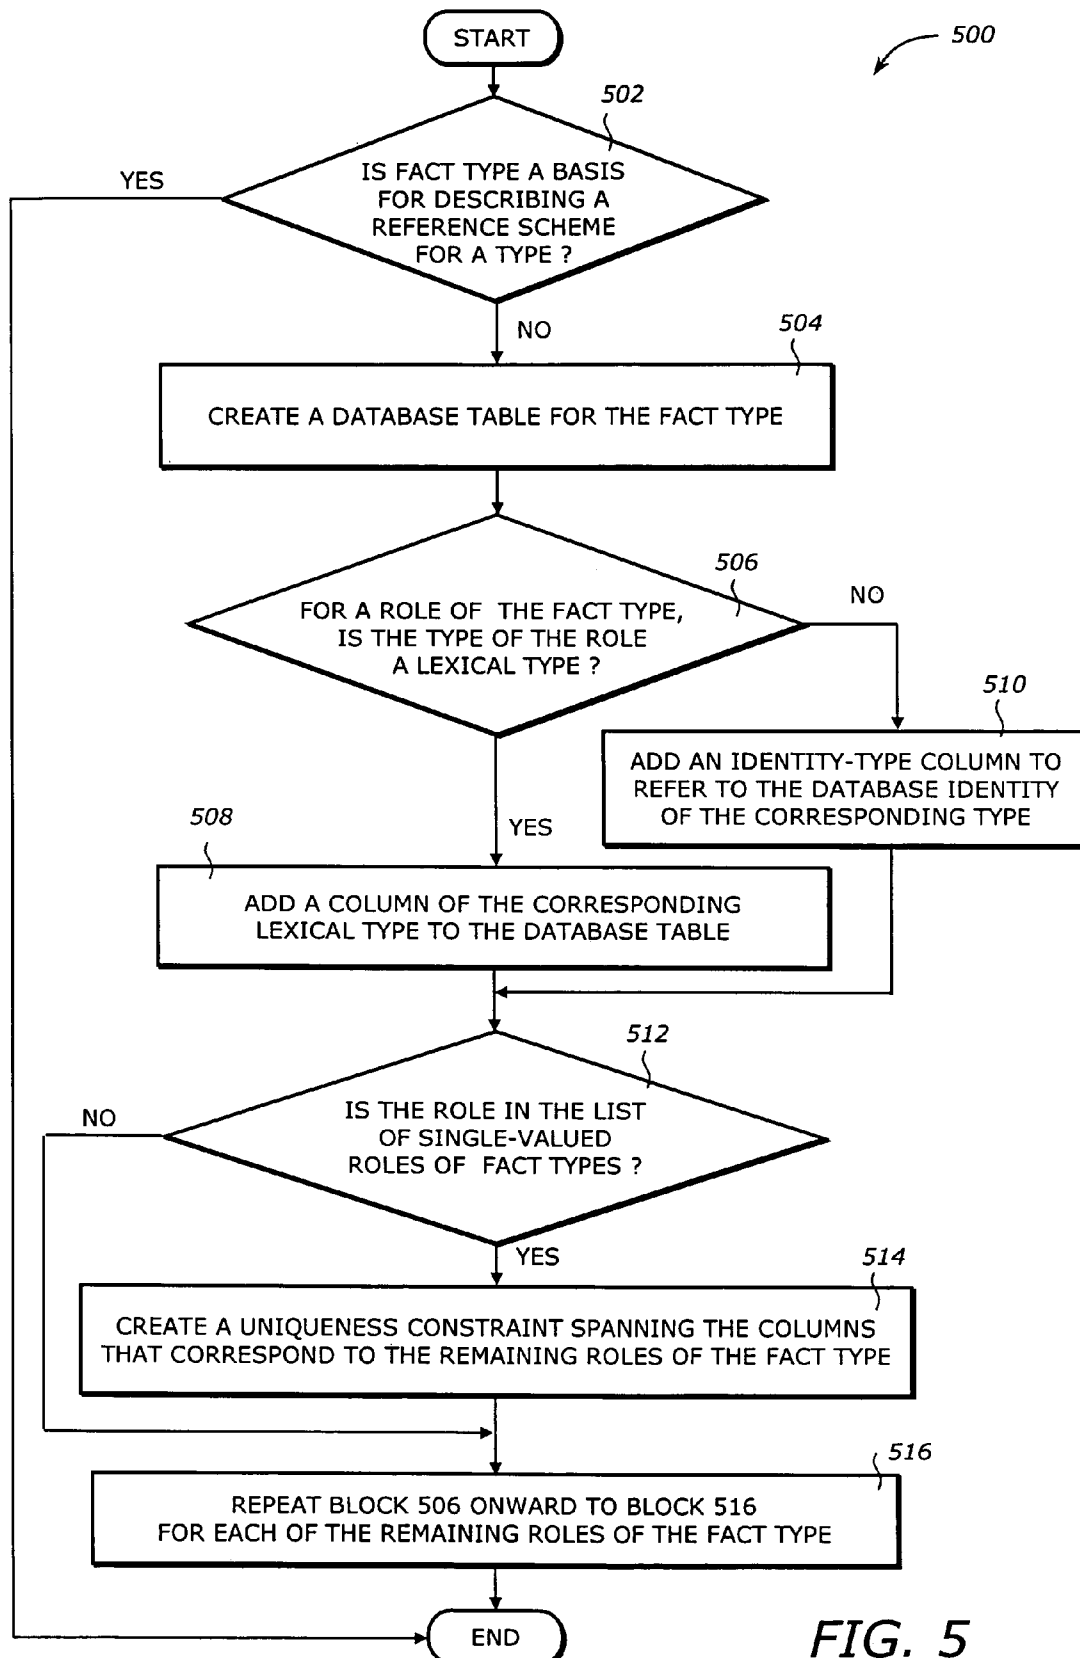 START
500
502
IS FACT TYPE A BASIS
FOR DESCRIBING A
REFERENCE SCHEME
FOR A TYPE ?
YES
NO
504
CREATE A DATABASE TABLE FOR THE FACT TYPE
506
FOR A ROLE OF THE FACT TYPE,
IS THE TYPE OF THE ROLE
A LEXICAL TYPE ?
NO
510
ADD AN IDENTITY-TYPE COLUMN TO
REFER TO THE DATABASE IDENTITY
OF THE CORRESPONDING TYPE
YES
508
ADD A COLUMN OF THE CORRESPONDING
LEXICAL TYPE TO THE DATABASE TABLE
512
IS THE ROLE IN THE LIST
OF SINGLE-VALUED
ROLES OF FACT TYPES ?
NO
YES
514
CREATE A UNIQUENESS CONSTRAINT SPANNING THE COLUMNS
THAT CORRESPOND TO THE REMAINING ROLES OF THE FACT TYPE
516
REPEAT BLOCK 506 ONWARD TO BLOCK 516
FOR EACH OF THE REMAINING ROLES OF THE FACT TYPE
END
FIG. 5